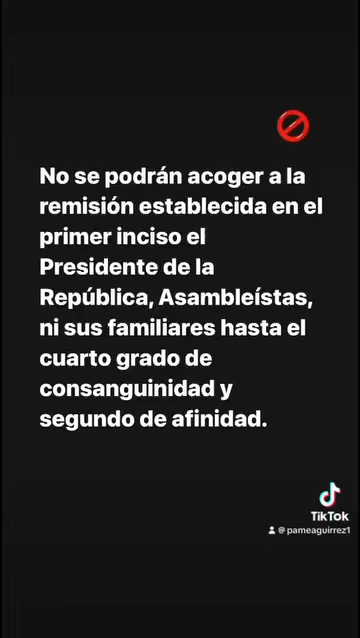 No se podrán acoger a la
remisión establecida en el
primer inciso el
Presidente de la
República, Asambleístas,
ni sus familiares hasta el
cuarto grado de
consanguinidad y
segundo de afinidad.
TikTok
@pameaguirrez1